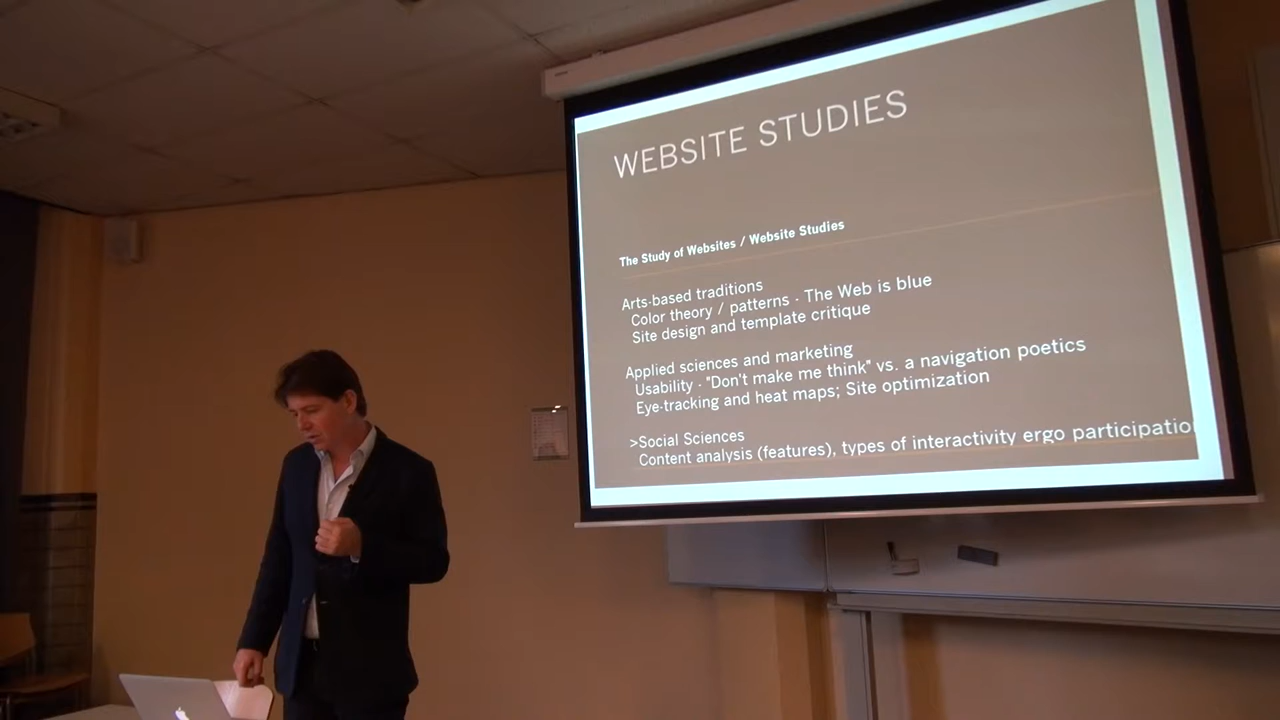 WEBSITE STUDIES
The Study of Websites / Website Studies
Arts-based traditions
Color theory / patterns - The Web is blue
Site design and template critique
Applied sciences and marketing
Usability - "Don't make me think" vs. a navigation poetics
Eye-tracking and heat maps; Site optimization
>Social Sciences
Content analysis (features), types of interactivity ergo participatio